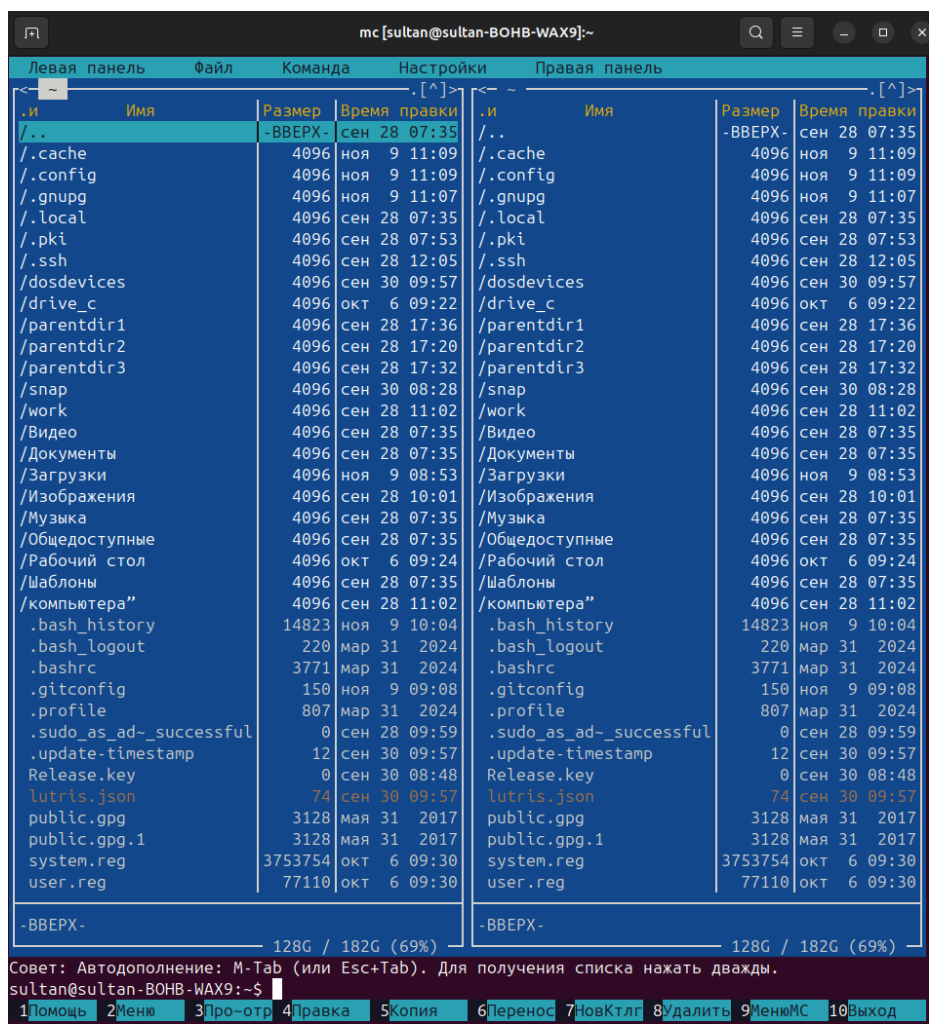 mc [sultan@sultan-BOHB-WAX9]:~
Левая панель Файл Команда Настройки Правая панель
<- ~ .[^]> <- ~ .[^]>
.и Имя Размер Время правки .и Имя Размер Время правки
/.. -ВВЕРХ- сен 28 07:35 /.. -ВВЕРХ- сен 28 07:35
/.cache 4096 ноя 9 11:09 /.cache 4096 ноя 9 11:09
/.config 4096 ноя 9 11:09 /.config 4096 ноя 9 11:09
/.gnupg 4096 ноя 9 11:07 /.gnupg 4096 ноя 9 11:07
/.local 4096 сен 28 07:35 /.local 4096 сен 28 07:35
/.pki 4096 сен 28 07:53 /.pki 4096 сен 28 07:53
/.ssh 4096 сен 28 12:05 /.ssh 4096 сен 28 12:05
/dosdevices 4096 сен 30 09:57 /dosdevices 4096 сен 30 09:57
/drive_c 4096 окт 6 09:22 /drive_c 4096 окт 6 09:22
/parentdir1 4096 сен 28 17:36 /parentdir1 4096 сен 28 17:36
/parentdir2 4096 сен 28 17:20 /parentdir2 4096 сен 28 17:20
/parentdir3 4096 сен 28 17:32 /parentdir3 4096 сен 28 17:32
/snap 4096 сен 30 08:28 /snap 4096 сен 30 08:28
/work 4096 сен 28 11:02 /work 4096 сен 28 11:02
/Видео 4096 сен 28 07:35 /Видео 4096 сен 28 07:35
/Документы 4096 сен 28 07:35 /Документы 4096 сен 28 07:35
/Загрузки 4096 ноя 9 08:53 /Загрузки 4096 ноя 9 08:53
/Изображения 4096 сен 28 10:01 /Изображения 4096 сен 28 10:01
/Музыка 4096 сен 28 07:35 /Музыка 4096 сен 28 07:35
/Общедоступные 4096 сен 28 07:35 /Общедоступные 4096 сен 28 07:35
/Рабочий стол 4096 окт 6 09:24 /Рабочий стол 4096 окт 6 09:24
/Шаблоны 4096 сен 28 07:35 /Шаблоны 4096 сен 28 07:35
/компьютера” 4096 сен 28 11:02 /компьютера” 4096 сен 28 11:02
.bash_history 14823 ноя 9 10:04 .bash_history 14823 ноя 9 10:04
.bash_logout 220 мар 31 2024 .bash_logout 220 мар 31 2024
.bashrc 3771 мар 31 2024 .bashrc 3771 мар 31 2024
.gitconfig 150 ноя 9 09:08 .gitconfig 150 ноя 9 09:08
.profile 807 мар 31 2024 .profile 807 мар 31 2024
.sudo_as_ad~_successful 0 сен 28 09:59 .sudo_as_ad~_successful 0 сен 28 09:59
.update-timestamp 12 сен 30 09:57 .update-timestamp 12 сен 30 09:57
Release.key 0 сен 30 08:48 Release.key 0 сен 30 08:48
lutris.json 74 сен 30 09:57 lutris.json 74 сен 30 09:57
public.gpg 3128 мая 31 2017 public.gpg 3128 мая 31 2017
public.gpg.1 3128 мая 31 2017 public.gpg.1 3128 мая 31 2017
system.reg 3753754 окт 6 09:30 system.reg 3753754 окт 6 09:30
user.reg 77110 окт 6 09:30 user.reg 77110 окт 6 09:30
-ВВЕРХ- -ВВЕРХ-
128G / 182G (69%) 128G / 182G (69%)
Совет: Автодополнение: M-Tab (или Esc+Tab). Для получения списка нажать дважды.
sultan@sultan-BOHB-WAX9:~$
1Помощь 2Меню 3Про~отр 4Правка 5Копия 6Перенос 7НовКтлг 8Удалить 9МенюMC 10Выход